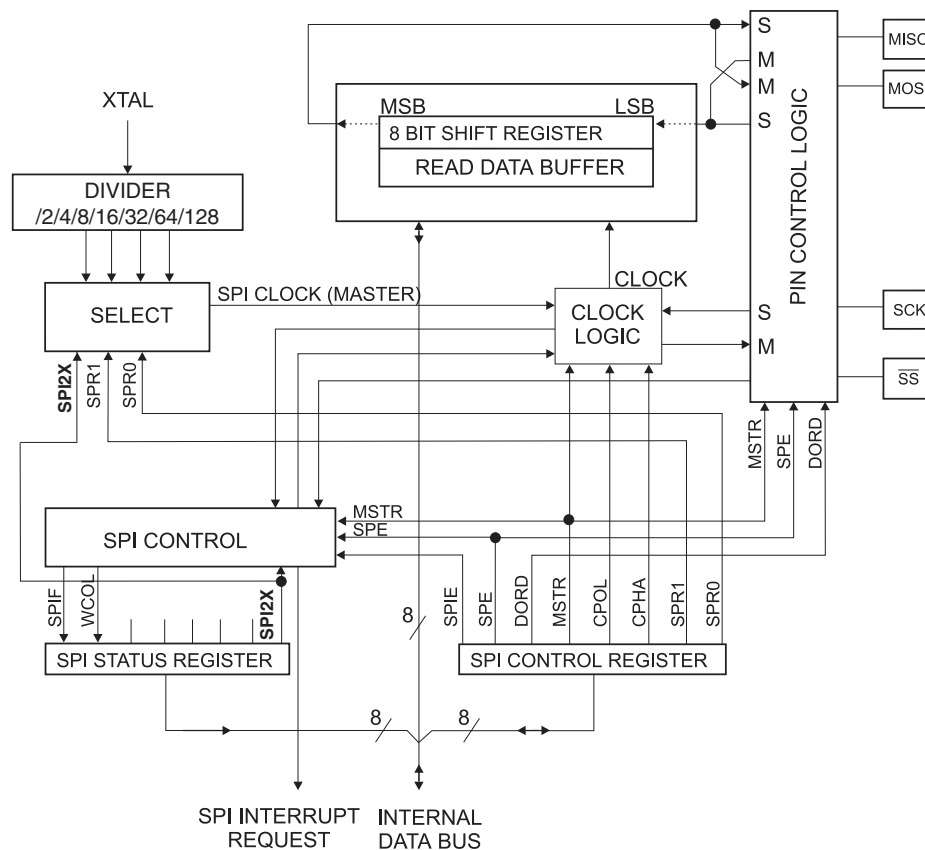 S
MISO
M
XTAL
MSB
LSB
M
MOSI
8 BIT SHIFT REGISTER
S
READ DATA BUFFER
DIVIDER
/2/4/8/16/32/64/128
PIN CONTROL LOGIC
SPI CLOCK (MASTER)
CLOCK
SELECT
CLOCK
LOGIC
S
SCK
M
SPI2X
SPR1
SPR0
SS
MSTR
SPE
DORD
MSTR
SPE
SPI CONTROL
SPIF
WCOL
SPI2X
8
SPIE
SPE
DORD
MSTR
CPOL
CPHA
SPR1
SPR0
SPI STATUS REGISTER
SPI CONTROL REGISTER
8
8
SPI INTERRUPT
REQUEST
INTERNAL
DATA BUS